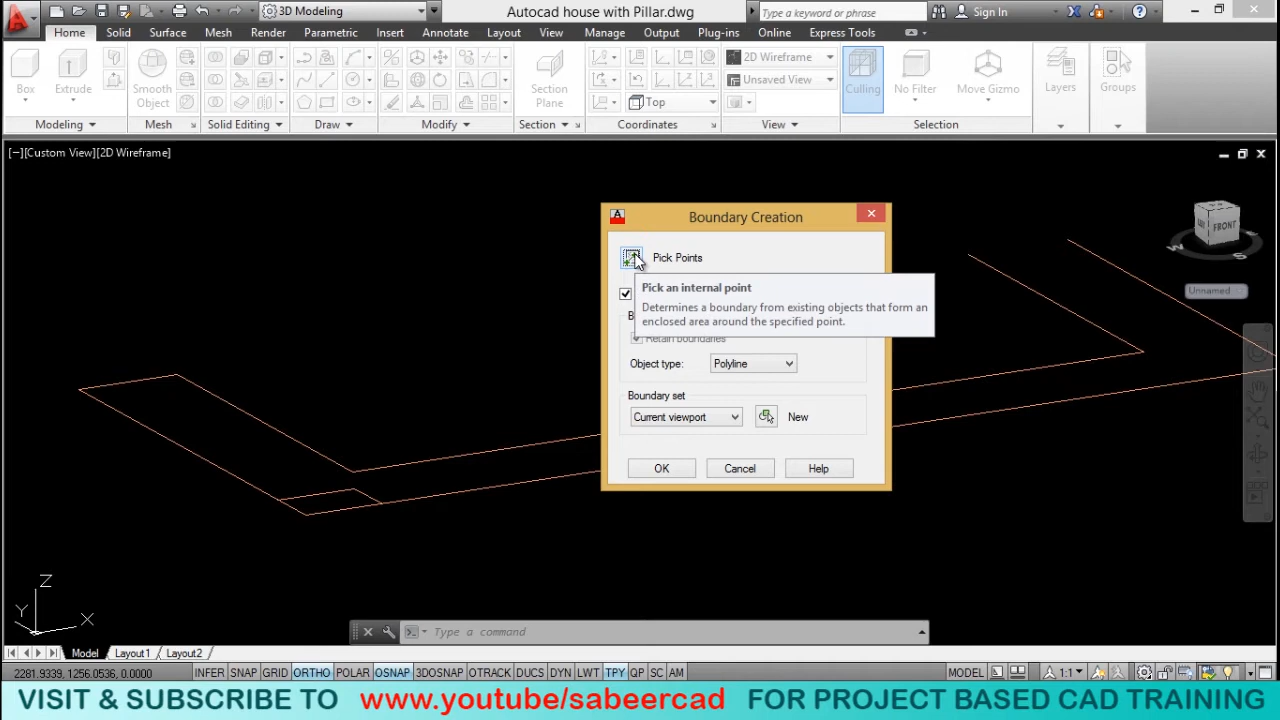 3D Modeling
Autocad house with Pillar.dwg
Type a keyword or phrase
Sign In
Home Solid Surface Mesh Render Parametric Insert Annotate Layout View Manage Output Plug-ins Online Express Tools
Box
Extrude
Smooth
Object
Section
Plane
Top
2D Wireframe
Unsaved View
Culling
No Filter
Move Gizmo
Layers
Groups
Modeling Mesh Solid Editing Draw Modify Section Coordinates View Selection
[−][Custom View][2D Wireframe]
Boundary Creation
Pick Points
Pick an internal point
Determines a boundary from existing objects that form an
enclosed area around the specified point.
Retain boundaries
Object type: Polyline
Boundary set
Current viewport New
OK Cancel Help
FRONT
W S
Unnamed
Z
Y
X
Type a command
Model Layout1 Layout2
2281.9339, 1256.0536, 0.0000 INFER SNAP GRID ORTHO POLAR OSNAP 3DOSNAP OTRACK DUCS DYN LWT TPY QP SC AM MODEL 1:1
VISIT & SUBSCRIBE TO www.youtube/sabeercad FOR PROJECT BASED CAD TRAINING